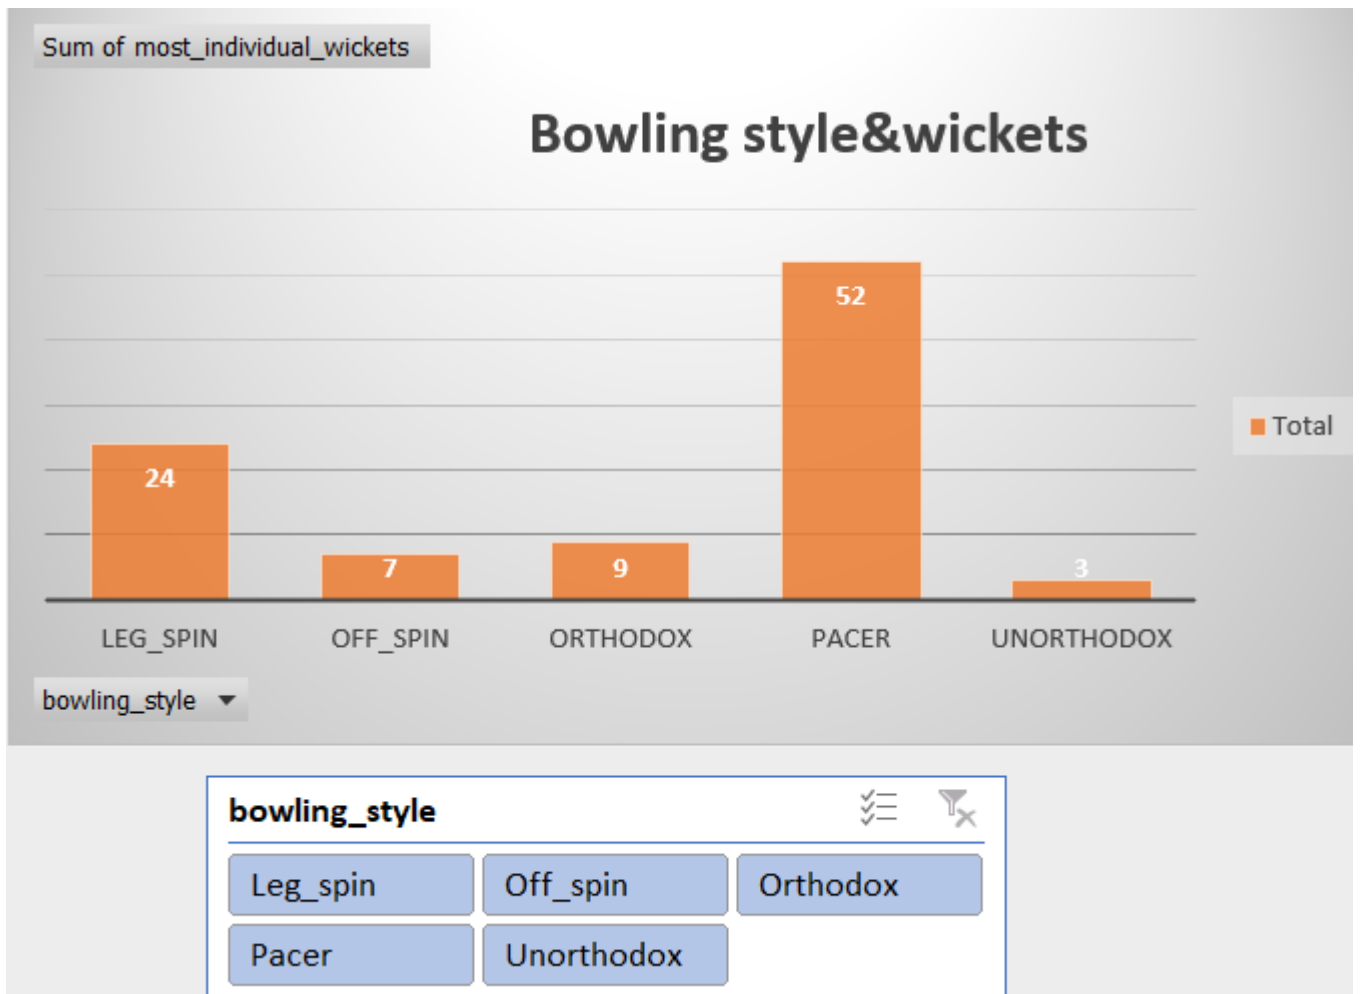 Sum of most_individual_wickets
Bowling style&wickets
52
24
7
9
3
Total
LEG_SPIN OFF_SPIN ORTHODOX PACER UNORTHODOX
bowling_style
bowling_style
Leg_spin Off_spin Orthodox
Pacer Unorthodox